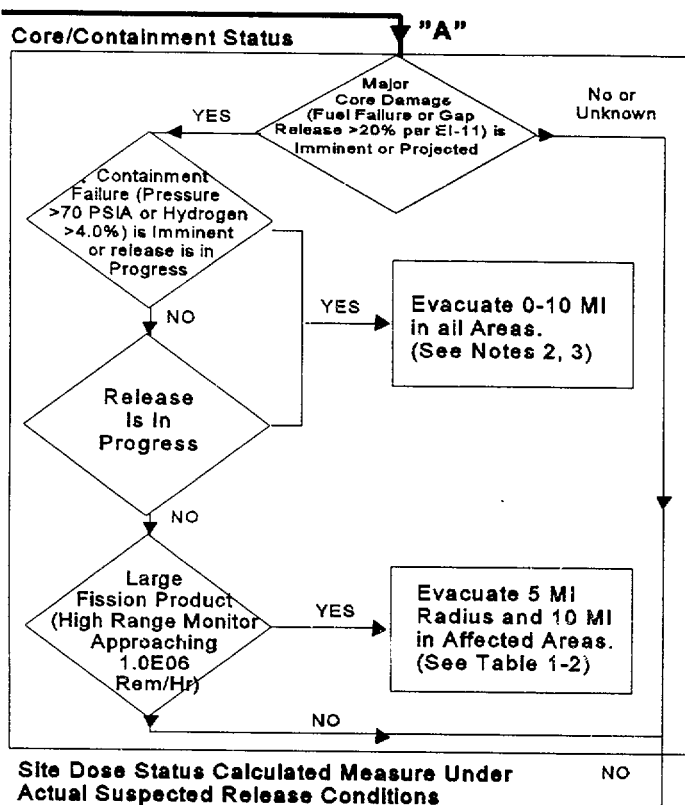 "A"
Core/Containment Status
Major
Core Damage
(Fuel Failure or Gap
Release >20% per EI-11) is
Imminent or Projected
YES
No or
Unknown
Containment
Failure (Pressure
>70 PSIA or Hydrogen
>4.0%) is Imminent
or release is in
Progress
YES
Evacuate 0-10 MI
in all Areas.
(See Notes 2, 3)
NO
Release
Is In
Progress
NO
Large
Fission Product
(High Range Monitor
Approaching
1.0E06
Rem/Hr)
YES
Evacuate 5 MI
Radius and 10 MI
in Affected Areas.
(See Table 1-2)
NO
Site Dose Status Calculated Measure Under
Actual Suspected Release Conditions
NO